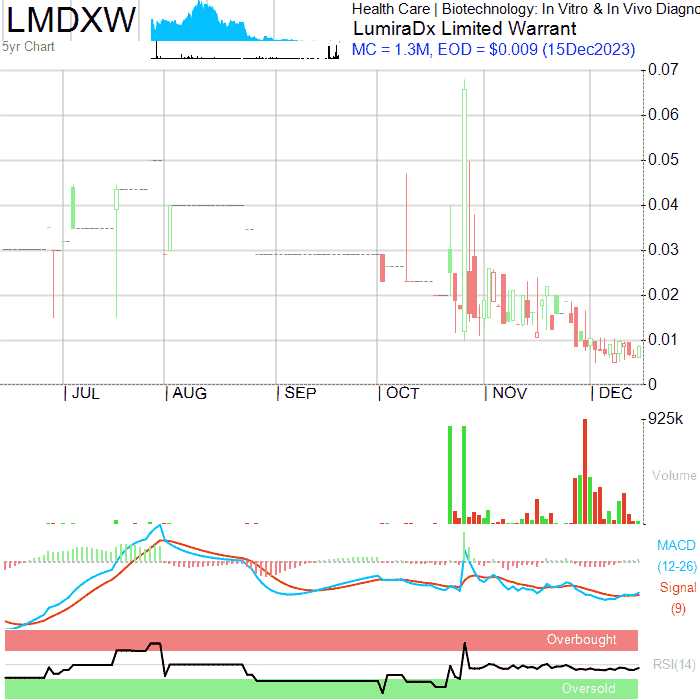 LMDXW
5yr Chart
Health Care | Biotechnology: In Vitro & In Vivo Diagno
LumiraDx Limited Warrant
MC = 1.3M, EOD = $0.009 (15Dec2023)
0.07
0.06
0.05
0.04
0.03
0.02
0.01
0
| JUL | AUG | SEP | OCT | NOV | DEC
925k
Volume
MACD
(12-26)
Signal
(9)
Overbought
RSI(14)
Oversold